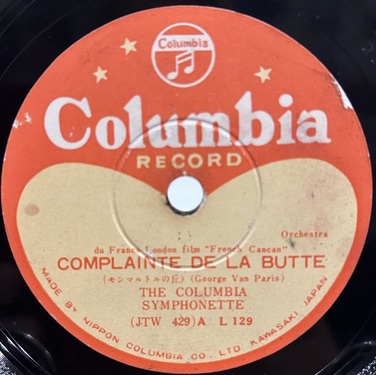 Columbia
Columbia
RECORD
Orchestra
du Franco London film "French Cancan"
COMPLAINTE DE LA BUTTE
(モンマルトルの丘) (George Van Paris)
THE COLUMBIA
SYMPHONETTE
(JTW 429) A L 129
MADE BY NIPPON COLUMBIA CO., LTD. KAWASAKI JAPAN